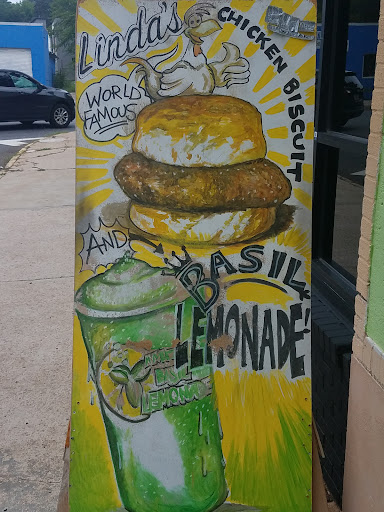 Linda's
CHICKEN BISCUIT
WORLD
FAMOUS
AND
BASIL
LEMONADE!
LEMONADE